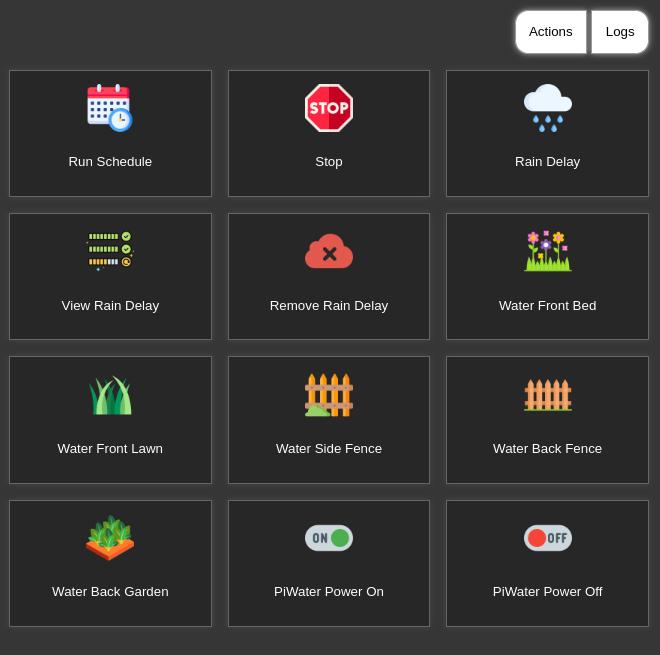 Actions
Logs
STOP
Run Schedule
Stop
Rain Delay
View Rain Delay
Remove Rain Delay
Water Front Bed
Water Front Lawn
Water Side Fence
Water Back Fence
ON
OFF
Water Back Garden
PiWater Power On
PiWater Power Off